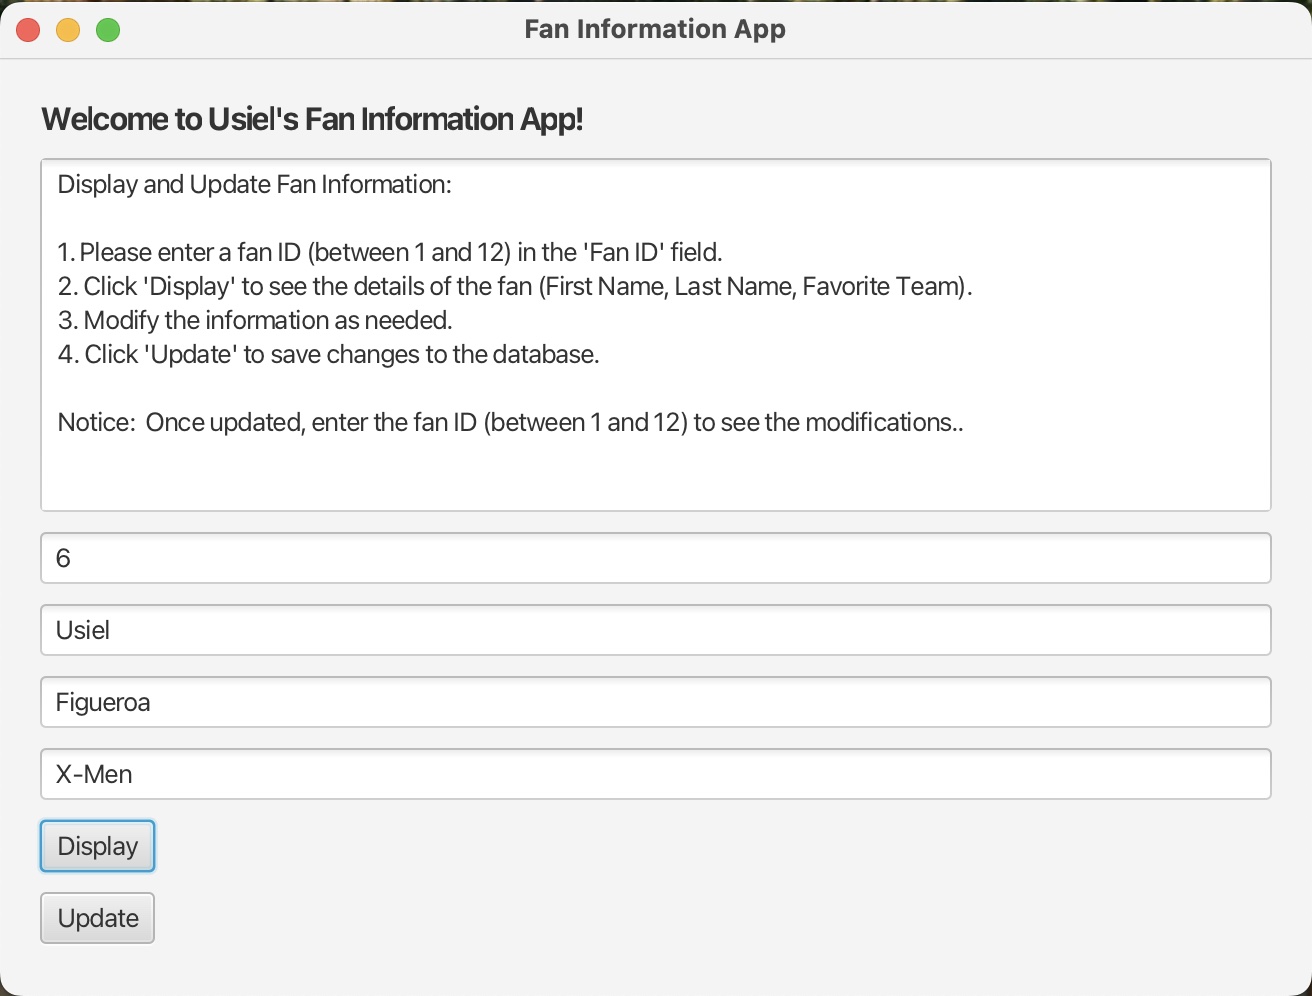 Fan Information App
Welcome to Usiel's Fan Information App!
Display and Update Fan Information:
1. Please enter a fan ID (between 1 and 12) in the 'Fan ID' field.
2. Click 'Display' to see the details of the fan (First Name, Last Name, Favorite Team).
3. Modify the information as needed.
4. Click 'Update' to save changes to the database.
Notice:  Once updated, enter the fan ID (between 1 and 12) to see the modifications..
6
Usiel
Figueroa
X-Men
Display
Update